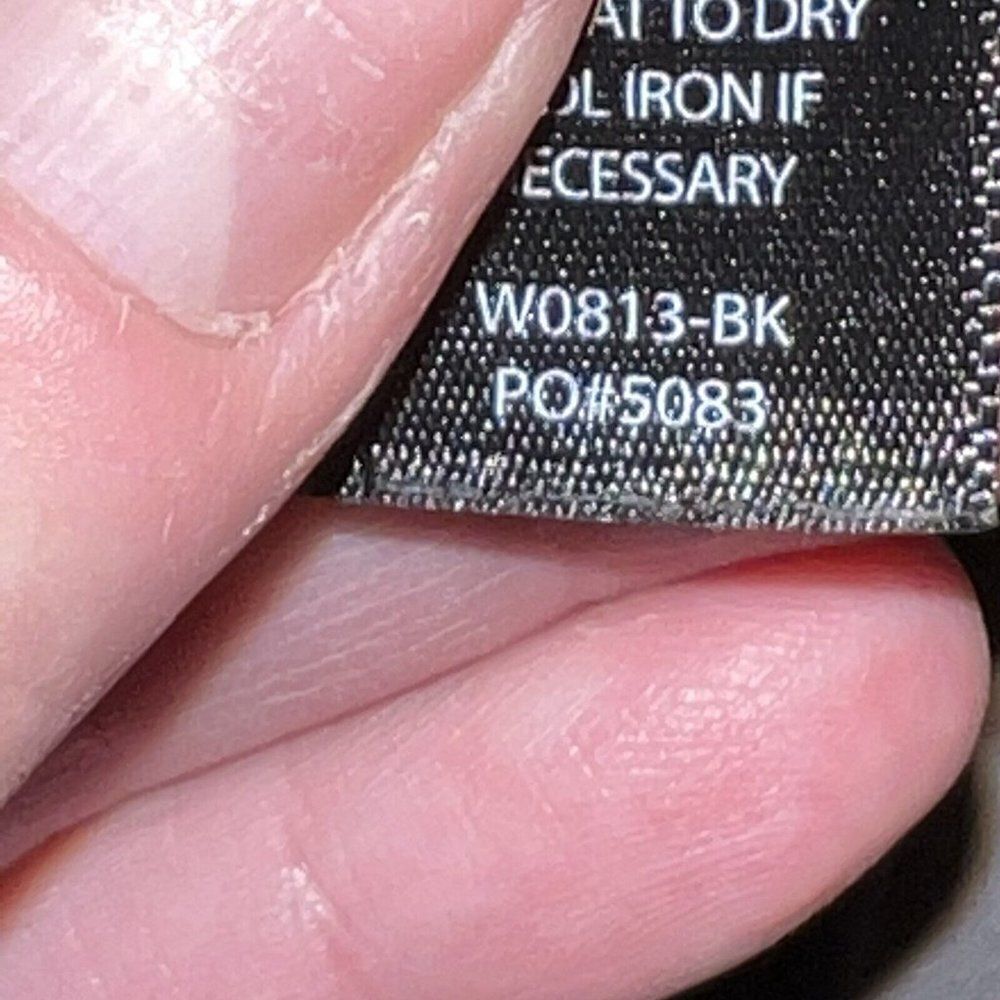 AT TO DRY
OL IRON IF
ECESSARY
W0813-BK
PO#5083